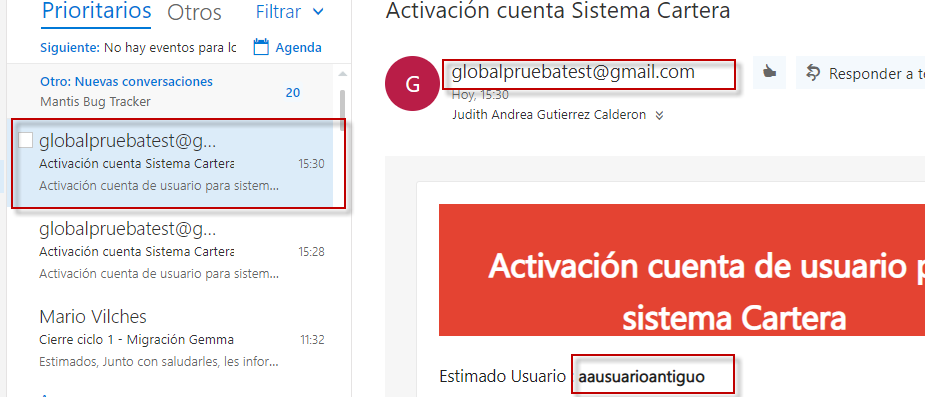 Prioritarios Otros Filtrar
Siguiente: No hay eventos para lo Agenda
Otro: Nuevas conversaciones
Mantis Bug Tracker
20
globalpruebatest@g...
Activación cuenta Sistema Cartera 15:30
Activación cuenta de usuario para sistem...
globalpruebatest@g...
Activación cuenta Sistema Cartera 15:28
Activación cuenta de usuario para sistem...
Mario Vilches
Cierre ciclo 1 - Migración Gemma 11:32
Estimados, Junto con saludarles, les infor...
Activación cuenta Sistema Cartera
G
globalpruebatest@gmail.com
Hoy, 15:30
Judith Andrea Gutierrez Calderon
Responder a t
Activación cuenta de usuario p
sistema Cartera
Estimado Usuario aausuarioantiguo